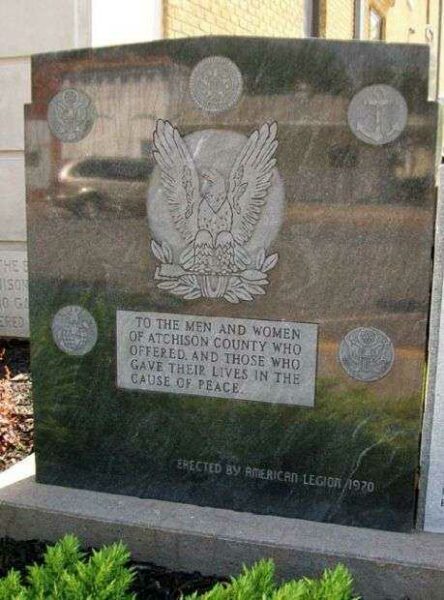 TO THE MEN AND WOMEN
OF ATCHISON COUNTY WHO
OFFERED, AND THOSE WHO
GAVE THEIR LIVES IN THE
CAUSE OF PEACE.
ERECTED BY AMERICAN LEGION 1970